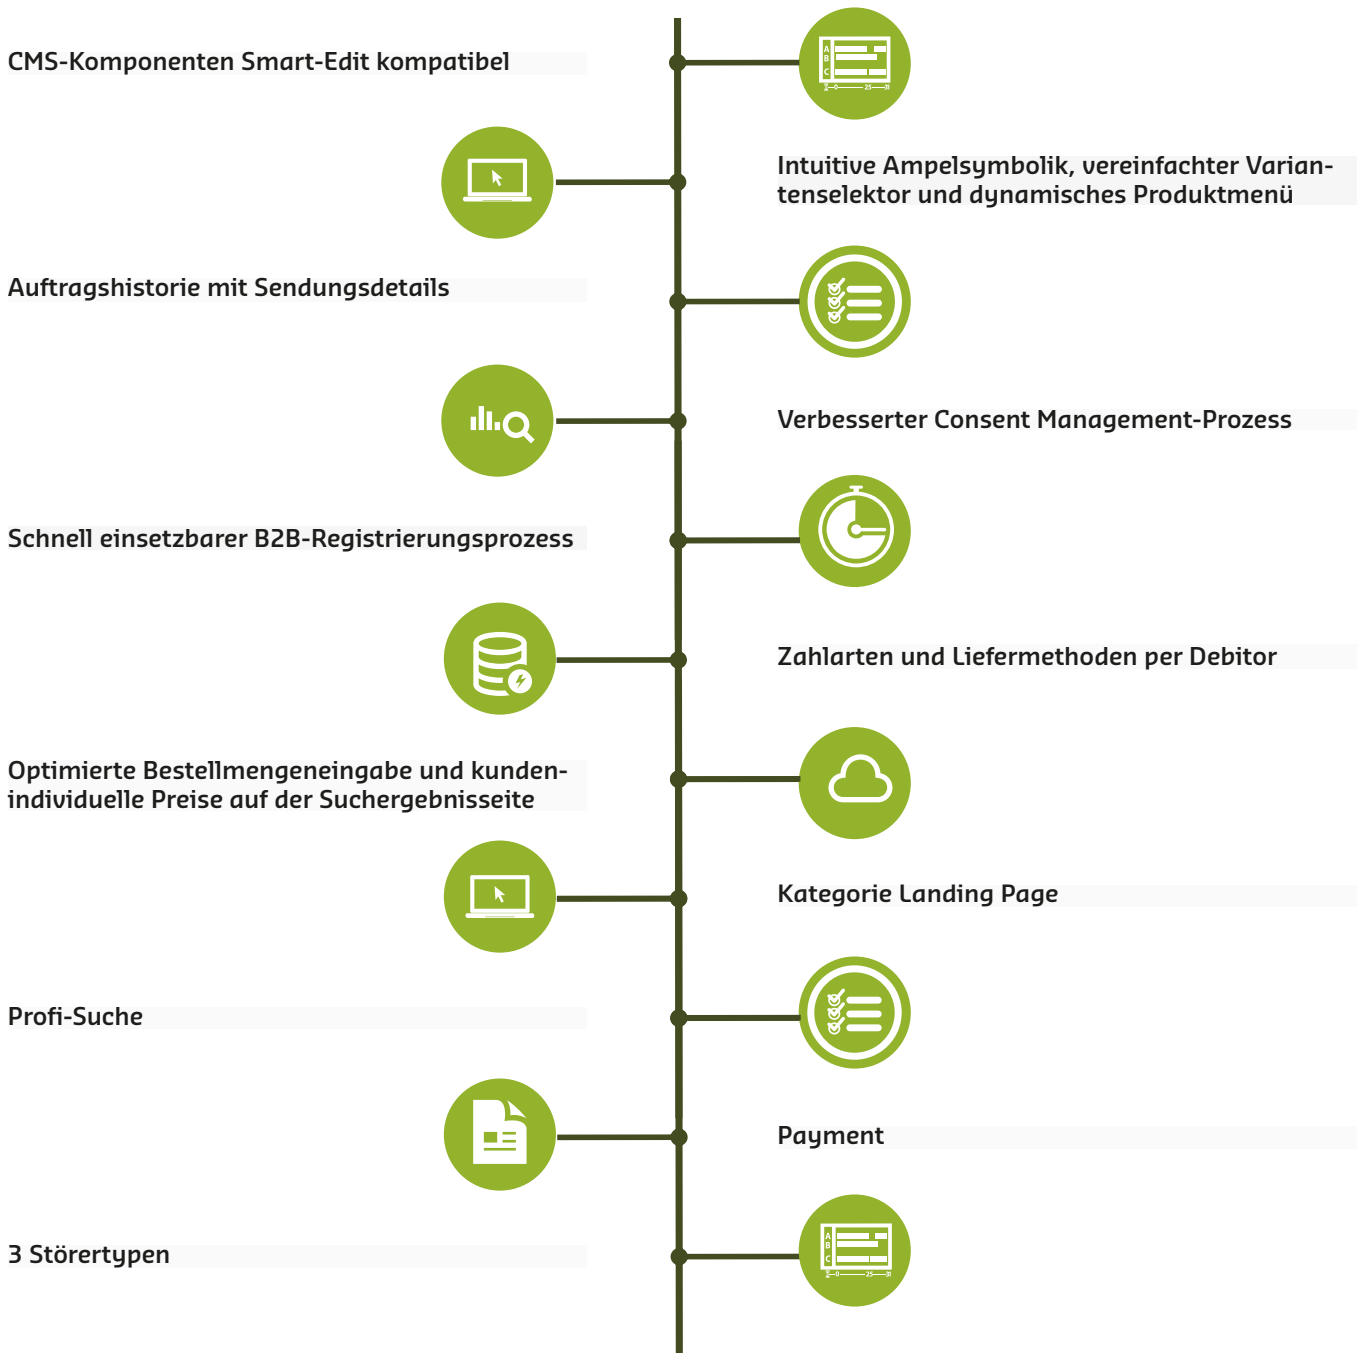 CMS-Komponenten Smart-Edit kompatibel
Intuitive Ampelsymbolik, vereinfachter Varian-
tenselektor und dynamisches Produktmenü
Auftragshistorie mit Sendungsdetails
Verbesserter Consent Management-Prozess
Schnell einsetzbarer B2B-Registrierungsprozess
Zahlarten und Liefermethoden per Debitor
Optimierte Bestellmengeneingabe und kunden-
individuelle Preise auf der Suchergebnisseite
Kategorie Landing Page
Profi-Suche
Payment
3 Störertypen